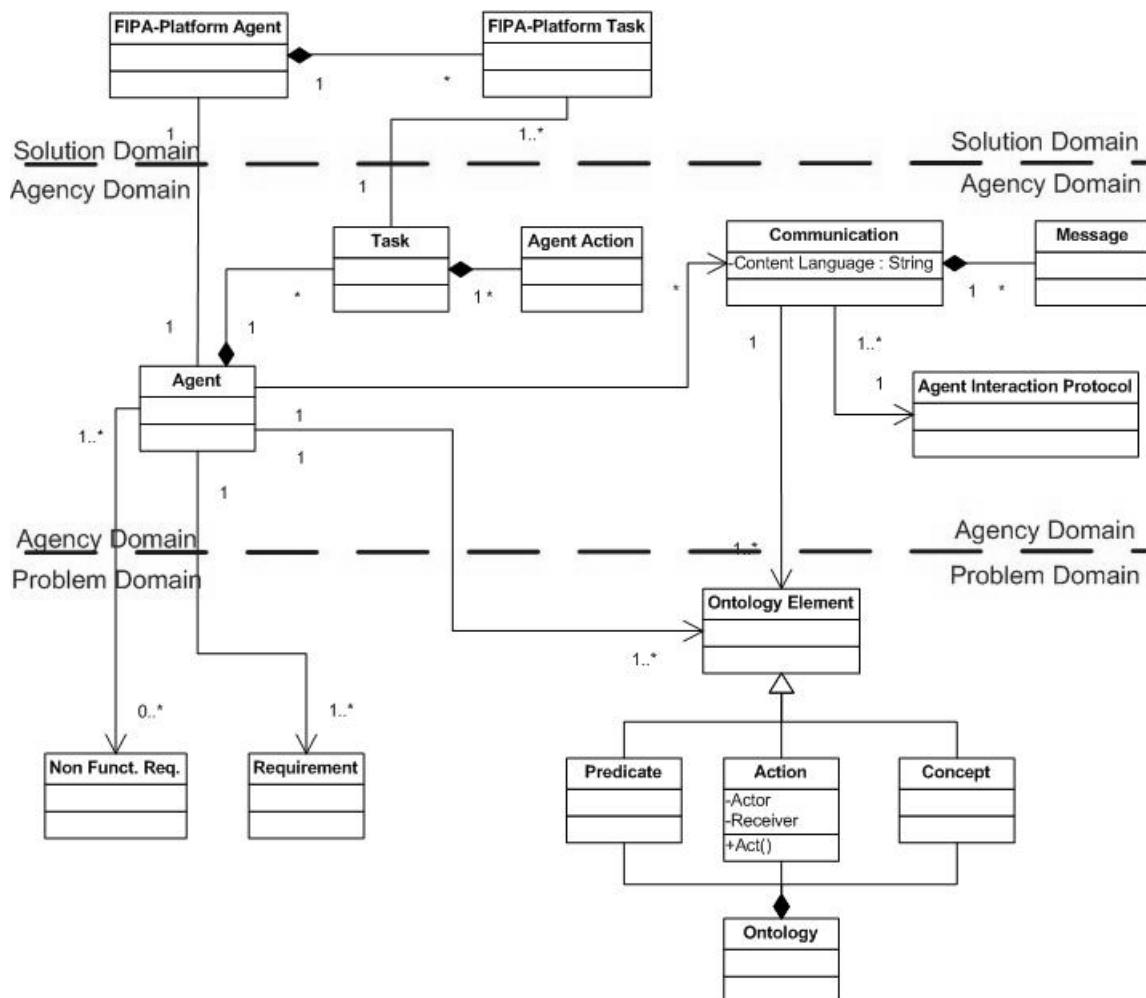 FIPA-Platform Agent
FIPA-Platform Task
1
*
1
1..*
Solution Domain
Solution Domain
Agency Domain
Agency Domain
1
Task
Agent Action
Communication
-Content Language : String
Message
*
1 *
*
1
*
1
1
1
1..*
Agent
1
Agent Interaction Protocol
1
1..*
1
1
Agency Domain
Agency Domain
1..*
Problem Domain
Problem Domain
Ontology Element
1..*
0..*
1..*
Non Funct. Req.
Requirement
Predicate
Action
-Actor
-Receiver
+Act()
Concept
Ontology